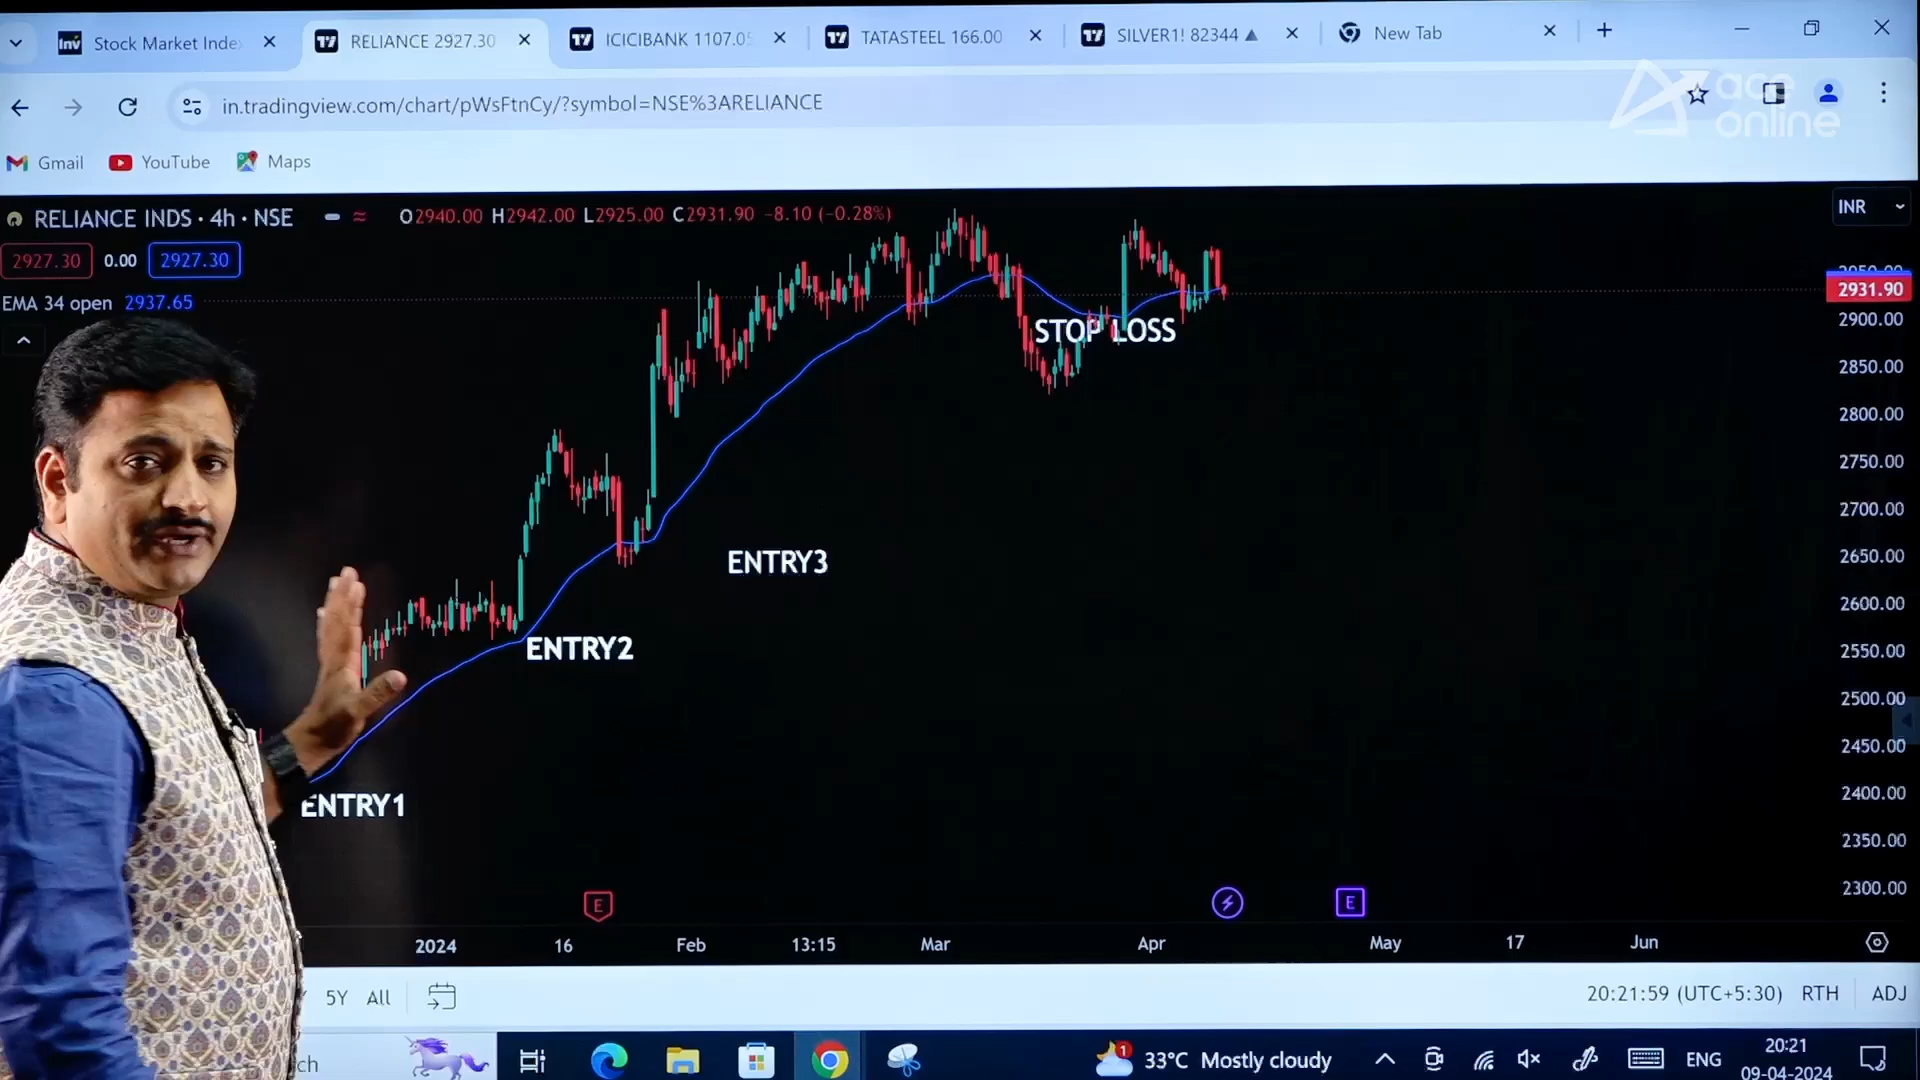 Inv Stock Market Inde
RELIANCE 2927.30
ICICIBANK 1107.05
TATASTEEL 166.00
SILVER1! 82344 ▲
New Tab
in.tradingview.com/chart/pWsFtnCy/?symbol=NSE%3ARELIANCE
ace
online
Gmail YouTube Maps
RELIANCE INDS · 4h · NSE O2940.00 H2942.00 L2925.00 C2931.90 −8.10 (−0.28%)
INR
2927.30 0.00 2927.30
EMA 34 open 2937.65
2931.90
2900.00
2850.00
2800.00
2750.00
2700.00
2650.00
2600.00
2550.00
2500.00
2450.00
2400.00
2350.00
2300.00
STOP LOSS
ENTRY3
ENTRY2
ENTRY1
E
E
2024 16 Feb 13:15 Mar Apr May 17 Jun
5Y All
20:21:59 (UTC+5:30) RTH ADJ
ch
1
33°C Mostly cloudy
ENG
20:21
09-04-2024